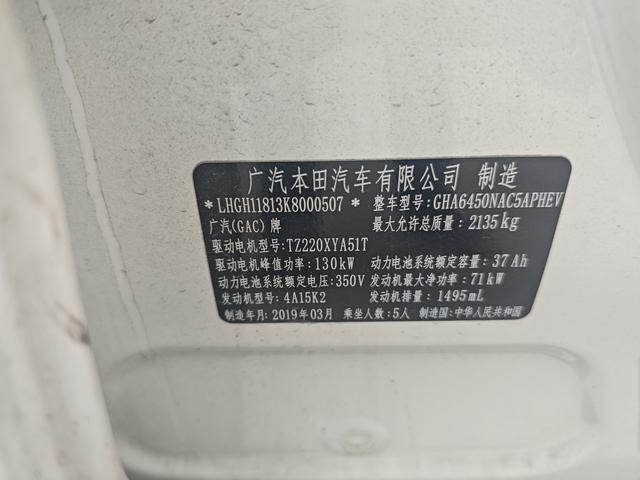 广汽本田汽车有限公司 制造
*LHGH11813K8000507* 整车型号:GHA6450NAC5APHEV
广汽(GAC)牌 最大允许总质量:2135kg
驱动电机型号:TZ220XYA51T
驱动电机峰值功率:130kW 动力电池系统额定容量:37Ah
动力电池系统额定电压:350V 发动机最大净功率:71kW
发动机型号:4A15K2 发动机排量:1495mL
制造年月:2019年03月 乘坐人数:5人 制造国:中华人民共和国